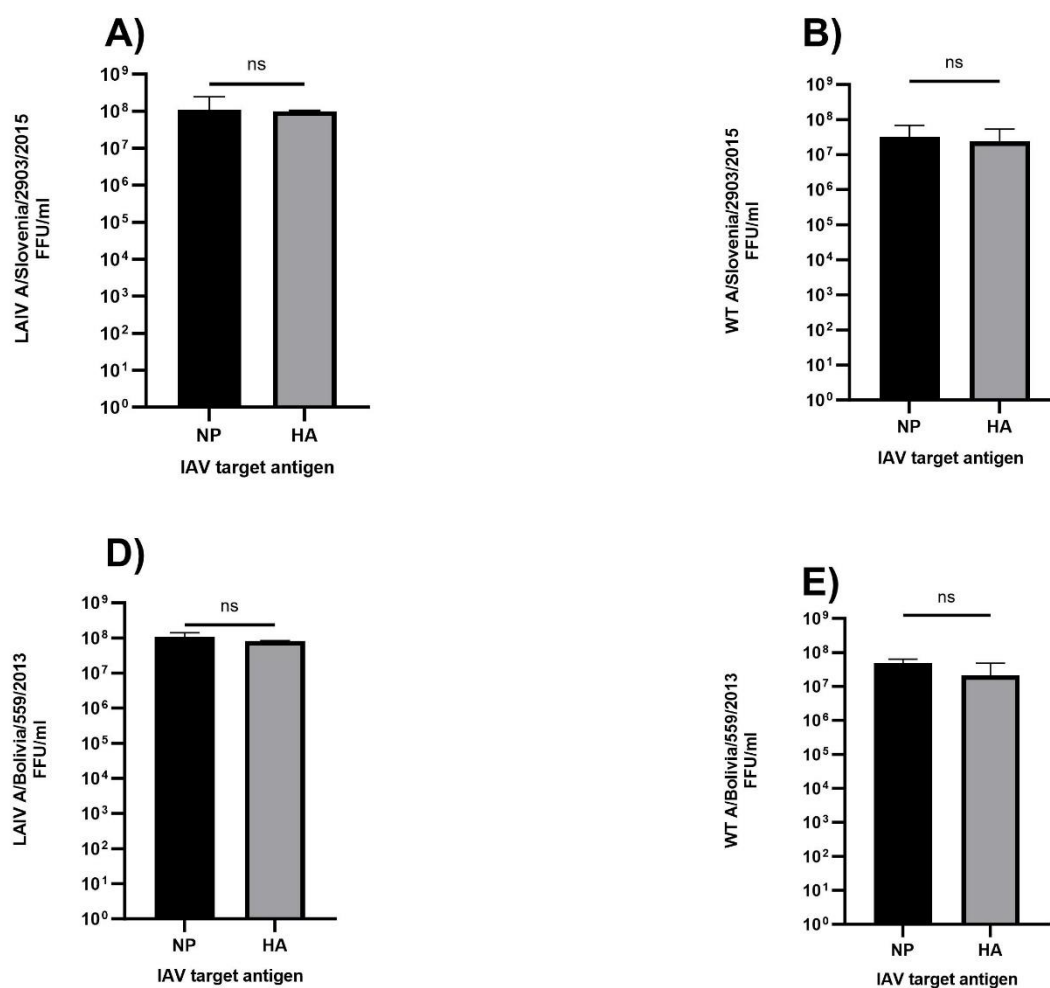 A)
ns
LAIV A/Slovenia/2903/2015
FFU/ml
10⁹
10⁸
10⁷
10⁶
10⁵
10⁴
10³
10²
10¹
10⁰
NP HA
IAV target antigen
B)
ns
WT A/Slovenia/2903/2015
FFU/ml
10⁹
10⁸
10⁷
10⁶
10⁵
10⁴
10³
10²
10¹
10⁰
NP HA
IAV target antigen
D)
ns
LAIV A/Bolivia/559/2013
FFU/ml
10⁹
10⁸
10⁷
10⁶
10⁵
10⁴
10³
10²
10¹
10⁰
NP HA
IAV target antigen
E)
ns
WT A/Bolivia/559/2013
FFU/ml
10⁹
10⁸
10⁷
10⁶
10⁵
10⁴
10³
10²
10¹
10⁰
NP HA
IAV target antigen